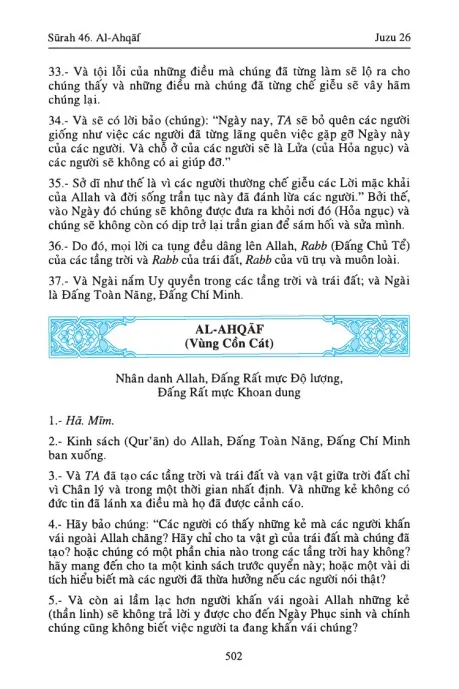 Sūrah 46. Al-Ahqāf Juzu 26
33.- Và tội lỗi của những điều mà chúng đã từng làm sẽ lộ ra cho
chúng thấy và những điều mà chúng đã từng chế giễu sẽ vây hãm
chúng lại.
34.- Và sẽ có lời bảo (chúng): “Ngày nay, TA sẽ bỏ quên các người
giống như việc các người đã từng lãng quên việc gặp gỡ Ngày này
của các người. Và chỗ ở của các người sẽ là Lửa (của Hỏa ngục) và
các người sẽ không có ai giúp đỡ.”
35.- Sở dĩ như thế là vì các người thường chế giễu các Lời mặc khải
của Allah và đời sống trần tục này đã đánh lừa các người.” Bởi thế,
vào Ngày đó chúng sẽ không được đưa ra khỏi nơi đó (Hỏa ngục) và
chúng sẽ không còn có dịp trở lại trần gian để sám hối và sửa mình.
36.- Do đó, mọi lời ca tụng đều dâng lên Allah, Rabb (Đấng Chủ Tể)
của các tầng trời và Rabb của trái đất, Rabb của vũ trụ và muôn loài.
37.- Và Ngài nắm Uy quyền trong các tầng trời và trái đất; và Ngài
là Đấng Toàn Năng, Đấng Chí Minh.
AL-AHQĀF
(Vùng Cồn Cát)
Nhân danh Allah, Đấng Rất mực Độ lượng,
Đấng Rất mực Khoan dung
1.- Hā. Mīm.
2.- Kinh sách (Qur’ān) do Allah, Đấng Toàn Năng, Đấng Chí Minh
ban xuống.
3.- Và TA đã tạo các tầng trời và trái đất và vạn vật giữa trời đất chỉ
vì Chân lý và trong một thời gian nhất định. Và những kẻ không có
đức tin đã lánh xa điều mà họ đã được cảnh cáo.
4.- Hãy bảo chúng: “Các người có thấy những kẻ mà các người khấn
vái ngoài Allah chăng? Hãy chỉ cho ta vật gì của trái đất mà chúng đã
tạo? hoặc chúng có một phần chia nào trong các tầng trời hay không?
hãy mang đến cho ta một kinh sách trước quyển này; hoặc một vài di
tích hiểu biết mà các người đã thừa hưởng nếu các người nói thật?
5.- Và còn ai lầm lạc hơn người khấn vái ngoài Allah những kẻ
(thần linh) sẽ không trả lời y được cho đến Ngày Phục sinh và chính
chúng cũng không biết việc người ta đang khấn vái chúng?
502